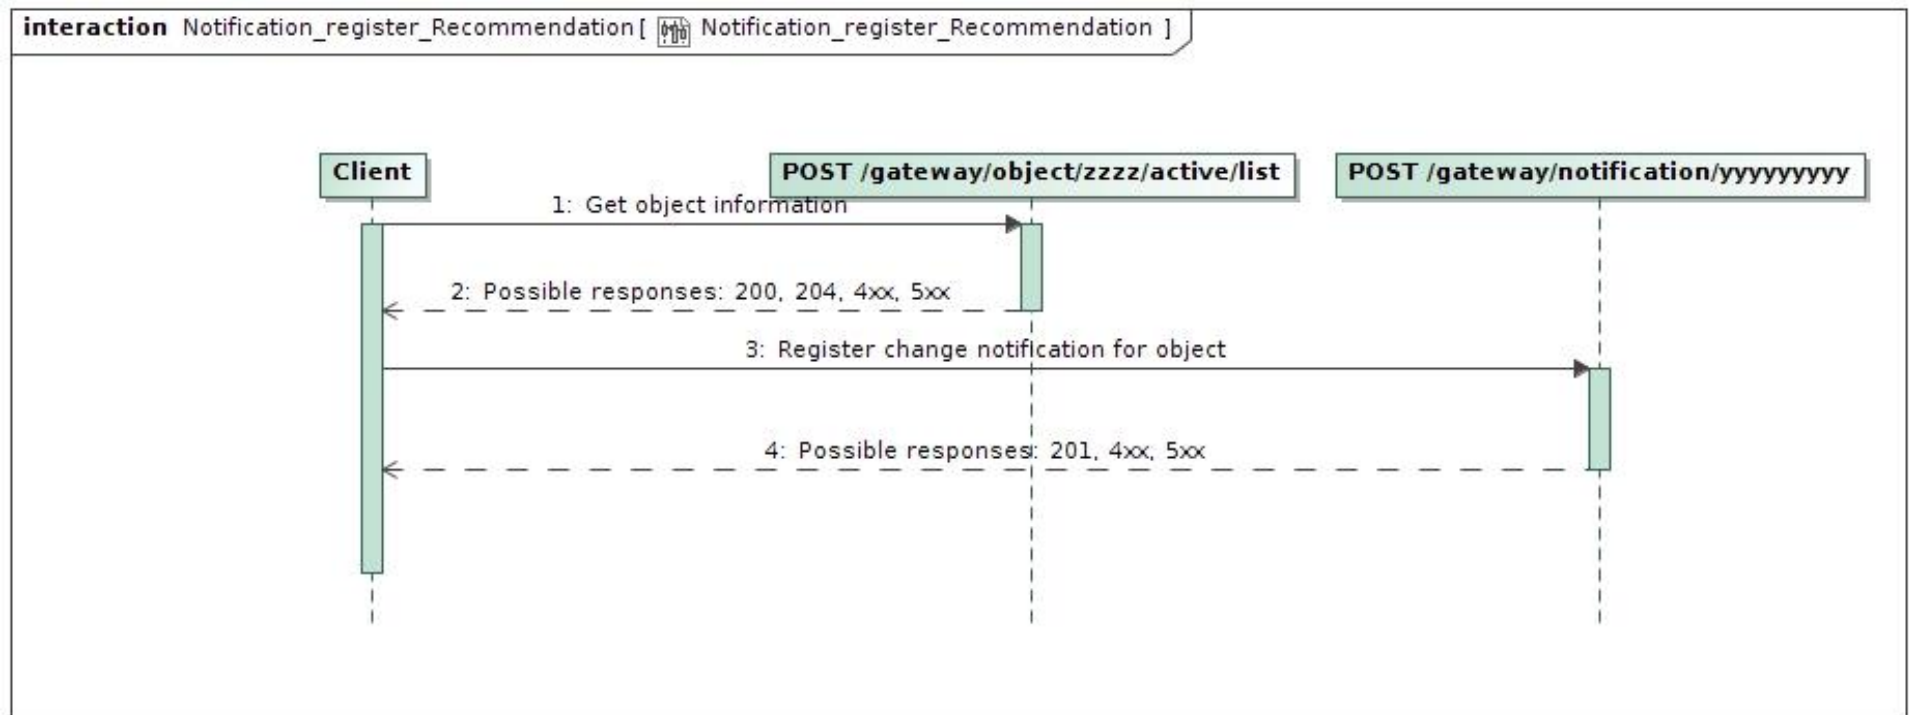 interaction Notification_register_Recommendation[ Notification_register_Recommendation ]
Client
POST /gateway/object/zzzz/active/list
POST /gateway/notification/yyyyyyyyy
1: Get object information
2: Possible responses: 200, 204, 4xx, 5xx
3: Register change notification for object
4: Possible responses: 201, 4xx, 5xx